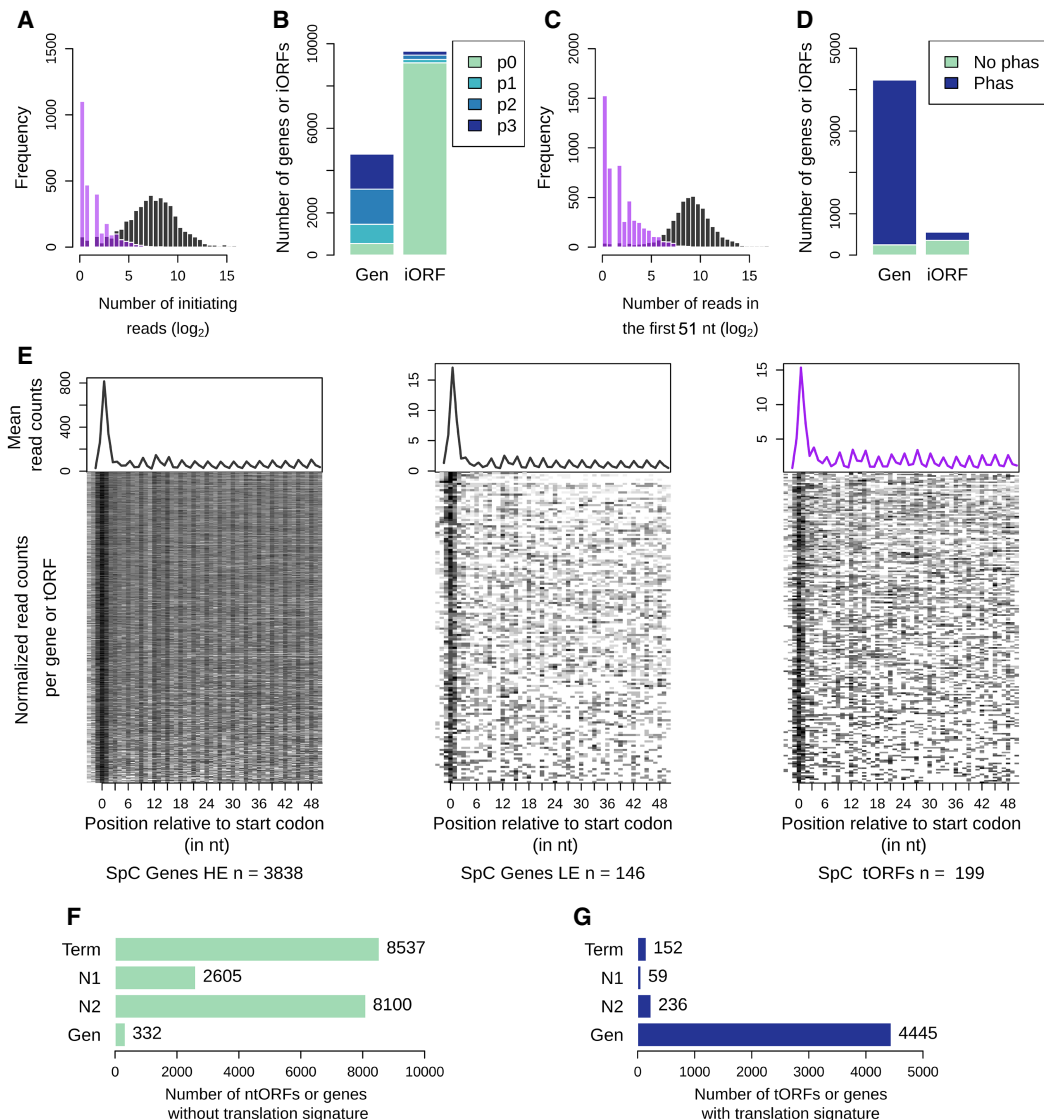 A
Frequency
0
500
1000
1500
0
5
10
15
Number of initiating
reads (log2)
B
Number of genes or iORFs
0
2000
6000
10000
Gen
iORF
p0
p1
p2
p3
C
Frequency
0
500
1000
1500
2000
0
5
10
15
Number of reads in
the first 51 nt (log2)
D
Number of genes or iORFs
0
1000
3000
5000
Gen
iORF
No phas
Phas
E
Mean
read counts
0
400
800
0
5
10
15
5
10
15
Normalized read counts
per gene or tORF
0 6 12 18 24 30 36 42 48
Position relative to start codon
(in nt)
SpC Genes HE n = 3838
0 6 12 18 24 30 36 42 48
Position relative to start codon
(in nt)
SpC Genes LE n = 146
0 6 12 18 24 30 36 42 48
Position relative to start codon
(in nt)
SpC tORFs n = 199
F
Term 8537
N1 2605
N2 8100
Gen 332
0 2000 4000 6000 8000 10000
Number of ntORFs or genes
without translation signature
G
Term 152
N1 59
N2 236
Gen 4445
0 1000 2000 3000 4000 5000
Number of tORFs or genes
with translation signature